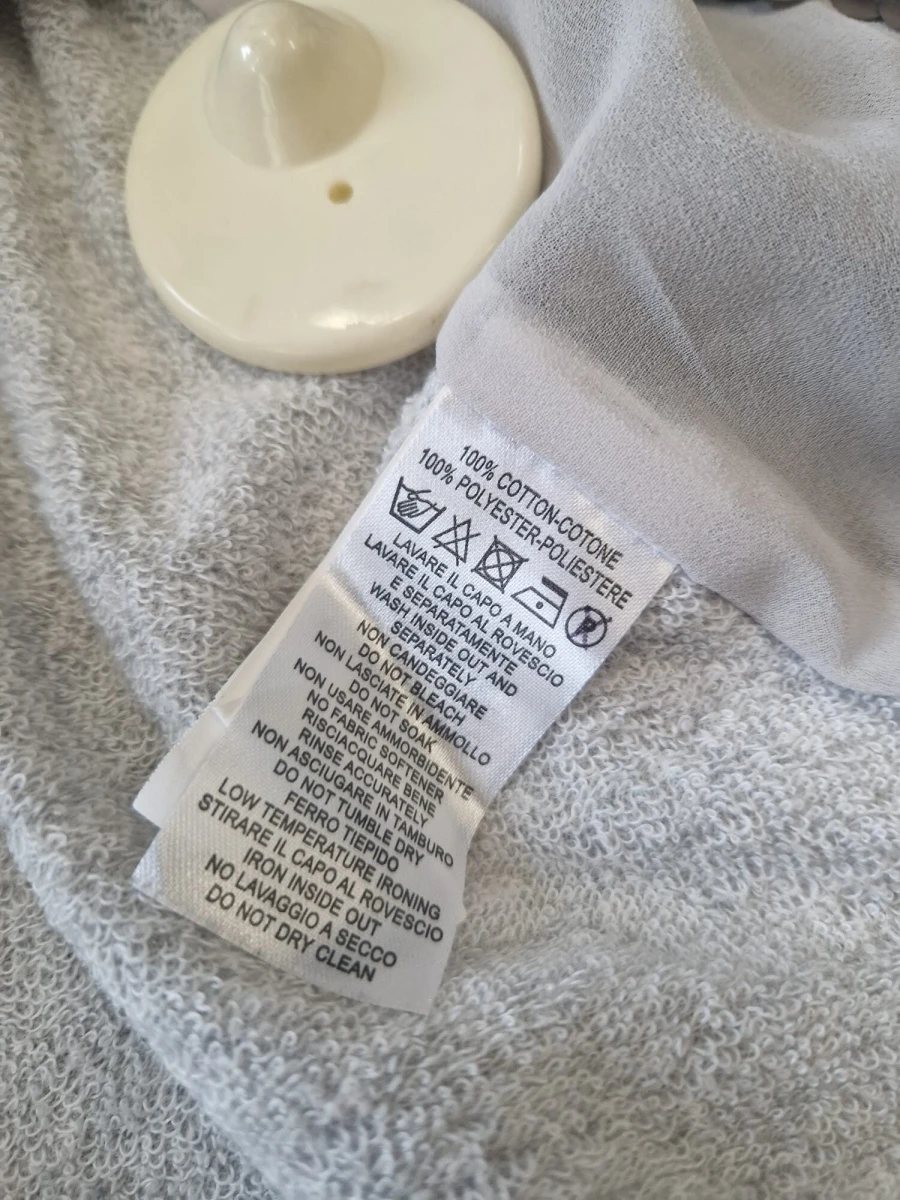 100% COTTON-COTONE
100% POLYESTER-POLIESTERE
P
LAVARE IL CAPO A MANO
LAVARE IL CAPO AL ROVESCIO
E SEPARATAMENTE
WASH INSIDE OUT AND
SEPARATELY
NON CANDEGGIARE
DO NOT BLEACH
NON LASCIATE IN AMMOLLO
DO NOT SOAK
NON USARE AMMORBIDENTE
NO FABRIC SOFTENER
RISCIACQUARE BENE
RINSE ACCURATELY
NON ASCIUGARE IN TAMBURO
DO NOT TUMBLE DRY
FERRO TIEPIDO
LOW TEMPERATURE IRONING
STIRARE IL CAPO AL ROVESCIO
IRON INSIDE OUT
NO LAVAGGIO A SECCO
DO NOT DRY CLEAN